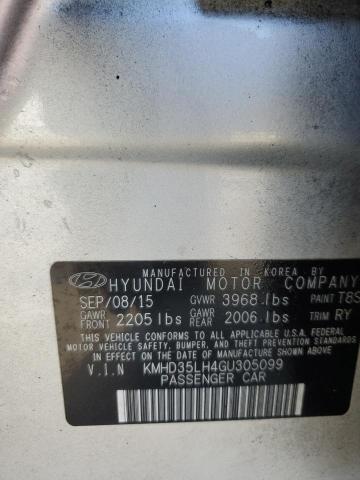 MANUFACTURED IN KOREA BY
HYUNDAI MOTOR COMPANY
SEP/08/15 GVWR 3968 lbs PAINT T8S
GAWR FRONT 2205 lbs GAWR REAR 2006 lbs TRIM RY
THIS VEHICLE CONFORMS TO ALL APPLICABLE U.S.A. FEDERAL MOTOR
VEHICLE SAFETY, BUMPER, AND THEFT PREVENTION STANDARDS IN
EFFECT ON THE DATE OF MANUFACTURE SHOWN ABOVE.
V.I.N KMHD35LH4GU305099
PASSENGER CAR